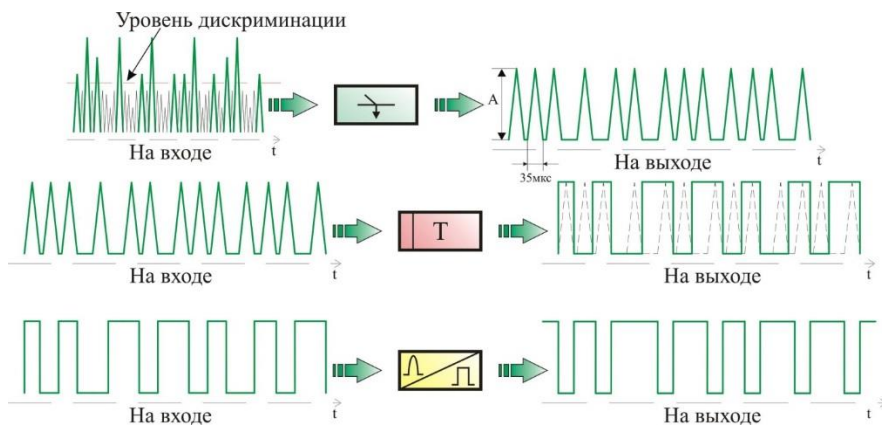 Уровень дискриминации
t
На входе
A
35мкс
t
На выходе
t
На входе
T
t
На выходе
t
На входе
t
На выходе